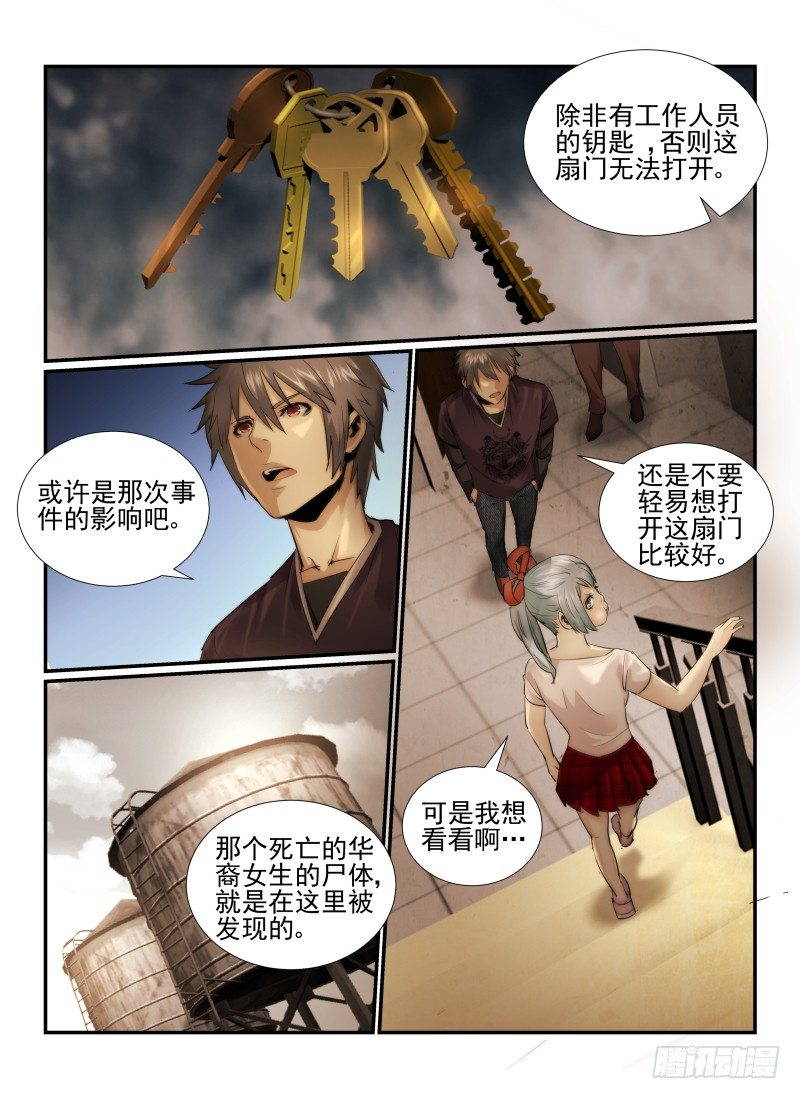 除非有工作人员
的钥匙，否则这
扇门无法打开。
或许是那次事
件的影响吧。
还是不要
轻易想打
开这扇门
比较好。
可是我想
看看啊…
那个死亡的华
裔女生的尸体，
就是在这里被
发现的。
腾讯动漫